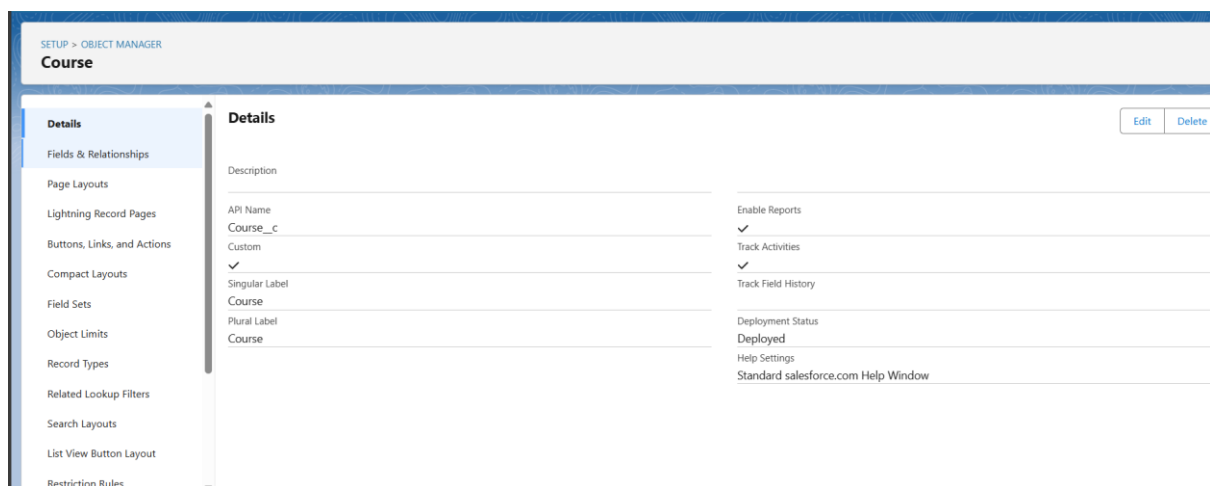 SETUP > OBJECT MANAGER
Course
Details
Fields & Relationships
Page Layouts
Lightning Record Pages
Buttons, Links, and Actions
Compact Layouts
Field Sets
Object Limits
Record Types
Related Lookup Filters
Search Layouts
List View Button Layout
Restriction Rules
Details
Edit
Delete
Description
API Name
Course__c
Custom
Singular Label
Course
Plural Label
Course
Enable Reports
Track Activities
Track Field History
Deployment Status
Deployed
Help Settings
Standard salesforce.com Help Window